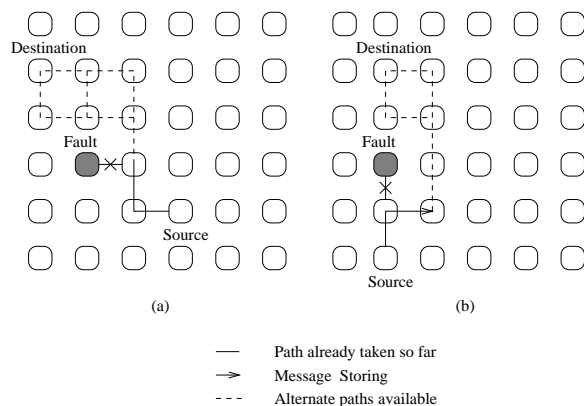 Destination
Destination
Fault
Fault
Source
Source
(a)
(b)
Path already taken so far
Message Storing
Alternate paths available